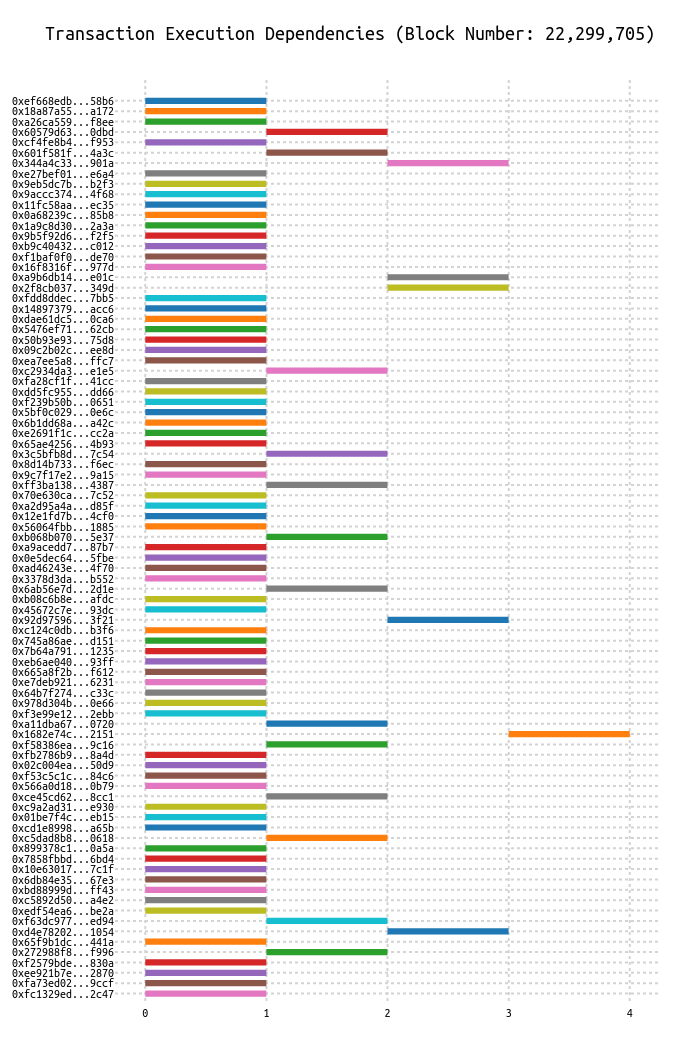 Transaction Execution Dependencies (Block Number: 22,299,705)
0xef668edb...58b6
0x18a87a55...a172
0xa26ca559...f8ee
0x60579d63...0dbd
0xcf4fe8b4...f953
0x601f581f...4a3c
0x344a4c33...901a
0xe27bef01...e6a4
0x9eb5dc7b...b2f3
0x9accc374...4f68
0x11fc58aa...ec35
0x0a68239c...85b8
0x1a9c8d30...2a3a
0x9b5f92d6...f2f5
0xb9c40432...c012
0xf1baf0f0...de70
0x16f8316f...977d
0xa9b6db14...e01c
0x2f8cb037...349d
0xfdd8ddec...7bb5
0x14897379...acc6
0xdae61dc5...0ca6
0x5476ef71...62cb
0x50b93e93...75d8
0x09c2b02c...ee8d
0xea7ee5a8...ffc7
0xc2934da3...e1e5
0xfa28cf1f...41cc
0xdd5fc955...dd66
0xf239b50b...0651
0x5bf0c029...0e6c
0x6b1dd68a...a42c
0xe2691f1c...cc2a
0x65ae4256...4b93
0x3c5bfb8d...7c54
0x8d14b733...f6ec
0x9c7f17e2...9a15
0xff3ba138...4387
0x70e630ca...7c52
0xa2d95a4a...d85f
0x12e1fd7b...4cf0
0x56064fbb...1885
0xb068b070...5e37
0xa9acedd7...87b7
0x0e5dec64...5fbe
0xad46243e...4f70
0x3378d3da...b552
0x6ab56e7d...2d1e
0xb08c6b8e...afdc
0x45672c7e...93dc
0x92d97596...3f21
0xc124c0db...b3f6
0x745a86ae...d151
0x7b64a791...1235
0xeb6ae040...93ff
0x665a8f2b...f612
0xe7deb921...6231
0x64b7f274...c33c
0x978d304b...0e66
0xf3e99e12...2ebb
0xa11dba67...0720
0x1682e74c...2151
0xf58386ea...9c16
0xfb2786b9...8a4d
0x02c004ea...50d9
0xf53c5c1c...84c6
0x566a0d18...0b79
0xce45cd62...8cc1
0xc9a2ad31...e930
0x01be7f4c...eb15
0xcd1e8998...a65b
0xc5dad8b8...0618
0x899378c1...0a5a
0x7858fbbd...6bd4
0x10e63017...7c1f
0x6db84e35...67e3
0xbd88999d...ff43
0xc5892d50...a4e2
0xedf54ea6...be2a
0xf63dc977...ed94
0xd4e78202...1054
0x65f9b1dc...441a
0x272988f8...f996
0xf2579bde...830a
0xee921b7e...2870
0xfa73ed02...9ccf
0xfc1329ed...2c47
0 1 2 3 4